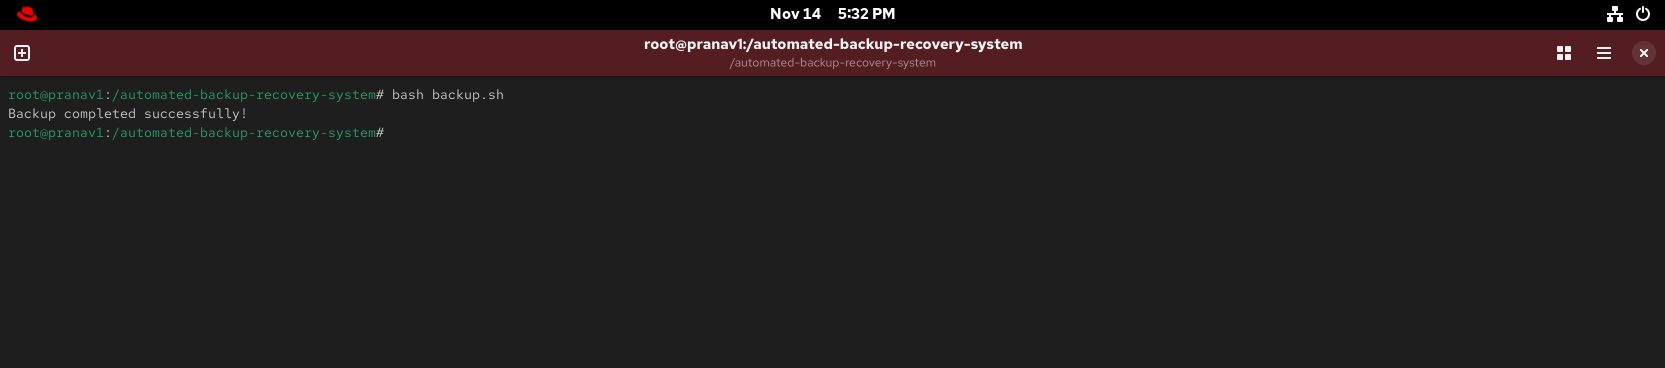 Nov 14 5:32 PM
root@pranav1:/automated-backup-recovery-system
/automated-backup-recovery-system
root@pranav1:/automated-backup-recovery-system# bash backup.sh
Backup completed successfully!
root@pranav1:/automated-backup-recovery-system#